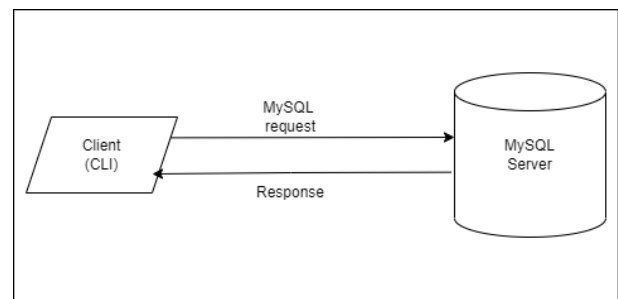 Client
(CLI)
MySQL
request
Response
MySQL
Server